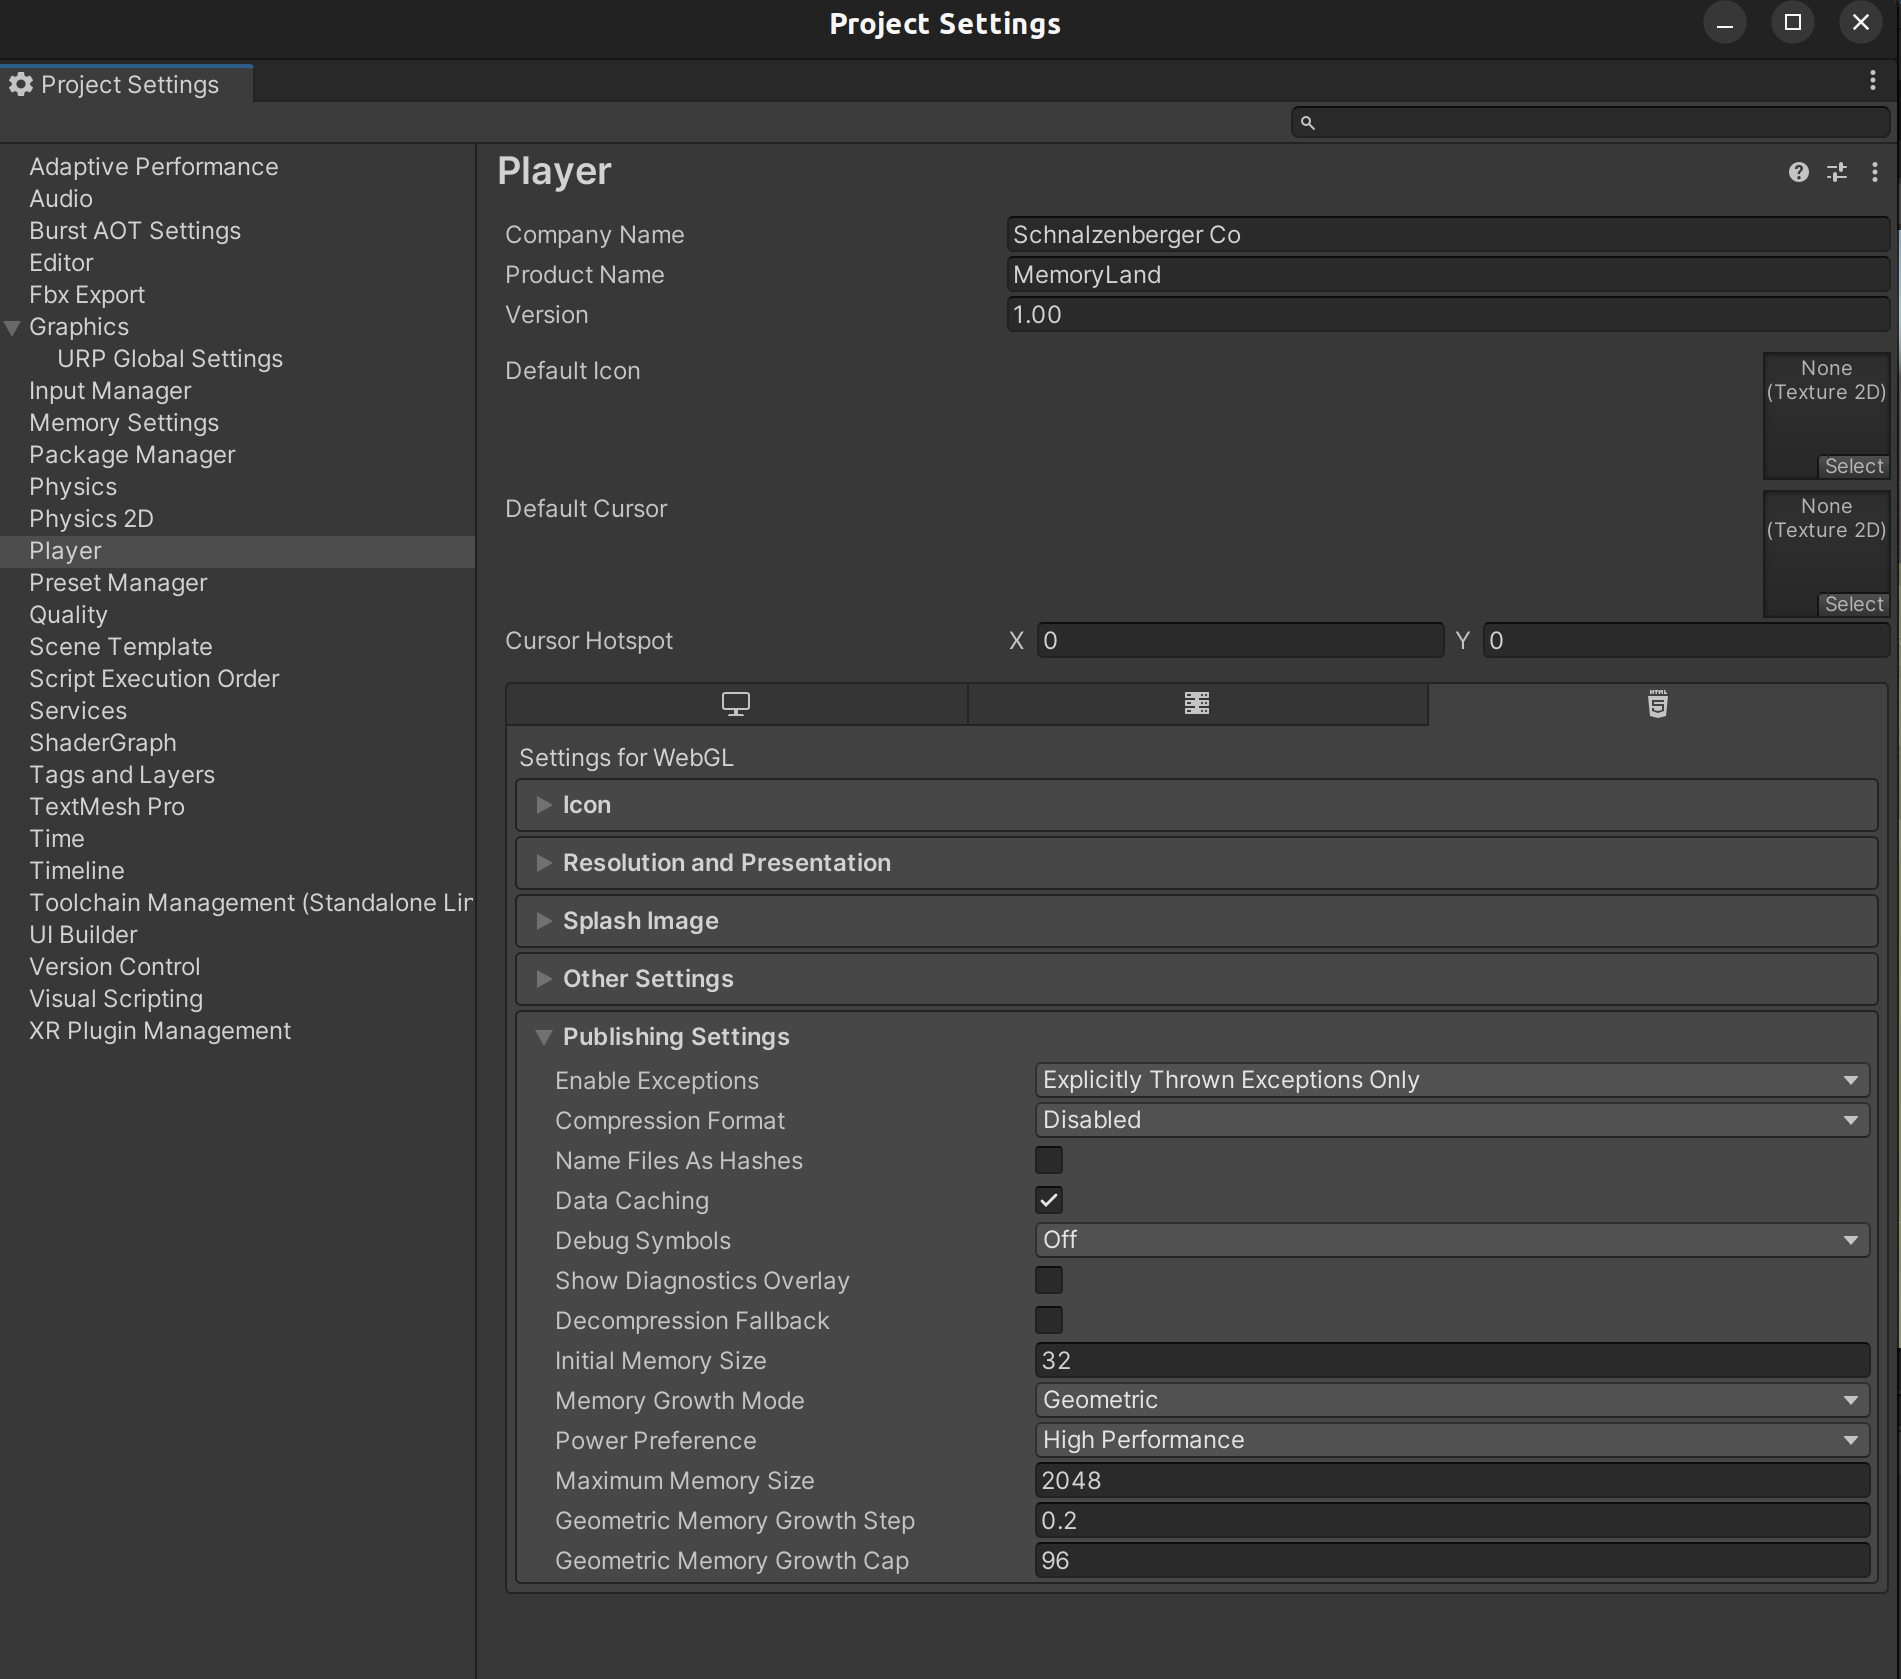 Project Settings
Project Settings
Adaptive Performance
Audio
Burst AOT Settings
Editor
Fbx Export
Graphics
URP Global Settings
Input Manager
Memory Settings
Package Manager
Physics
Physics 2D
Player
Preset Manager
Quality
Scene Template
Script Execution Order
Services
ShaderGraph
Tags and Layers
TextMesh Pro
Time
Timeline
Toolchain Management (Standalone Lin
UI Builder
Version Control
Visual Scripting
XR Plugin Management
Player
Company Name Schnalzenberger Co
Product Name MemoryLand
Version 1.00
Default Icon
None
(Texture 2D)
Select
Default Cursor
None
(Texture 2D)
Select
Cursor Hotspot X 0 Y 0
HTML
5
Settings for WebGL
Icon
Resolution and Presentation
Splash Image
Other Settings
Publishing Settings
Enable Exceptions Explicitly Thrown Exceptions Only
Compression Format Disabled
Name Files As Hashes
Data Caching
Debug Symbols Off
Show Diagnostics Overlay
Decompression Fallback
Initial Memory Size 32
Memory Growth Mode Geometric
Power Preference High Performance
Maximum Memory Size 2048
Geometric Memory Growth Step 0.2
Geometric Memory Growth Cap 96